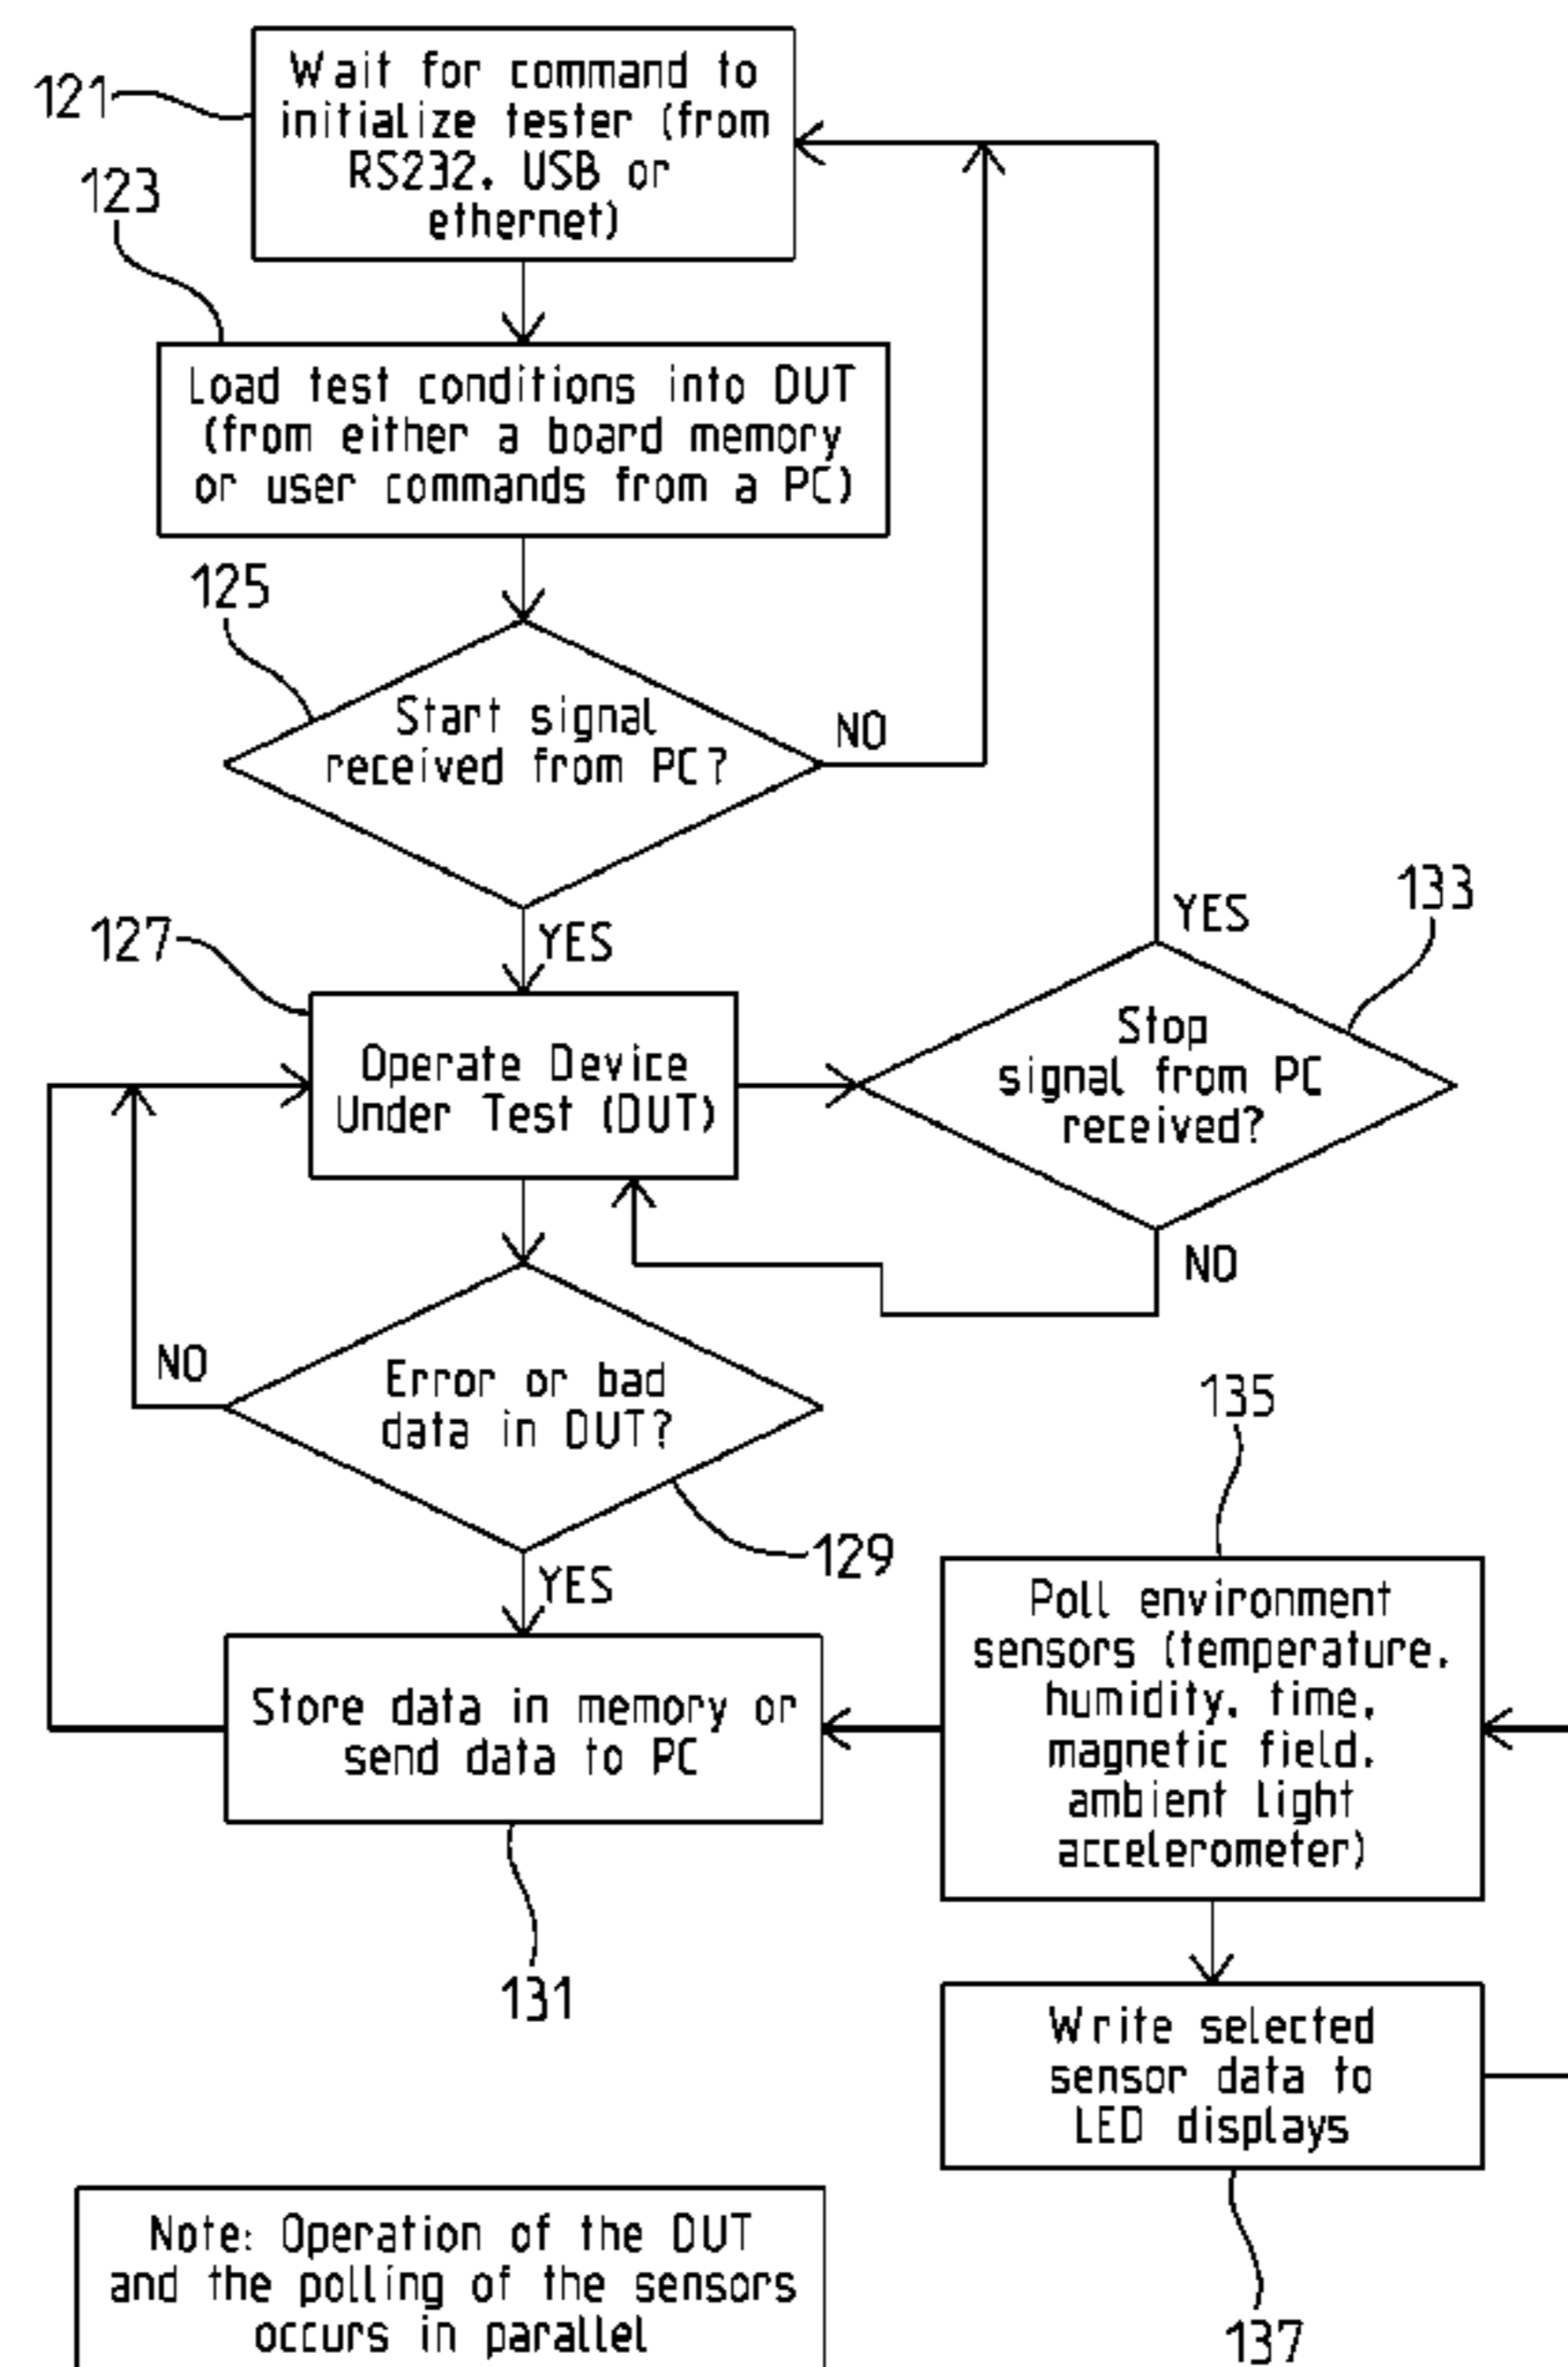 121
Wait for command to
initialize tester (from
RS232, USB or
ethernet)
123
Load test conditions into DUT
(from either a board memory
or user commands from a PC)
125
Start signal
received from PC?
NO
YES
127
Operate Device
Under Test (DUT)
YES
133
Stop
signal from PC
received?
NO
NO
Error or bad
data in DUT?
129
YES
135
Store data in memory or
send data to PC
131
Poll environment
sensors (temperature,
humidity, time,
magnetic field,
ambient light
accelerometer)
Write selected
sensor data to
LED displays
137
Note: Operation of the DUT
and the polling of the sensors
occurs in parallel